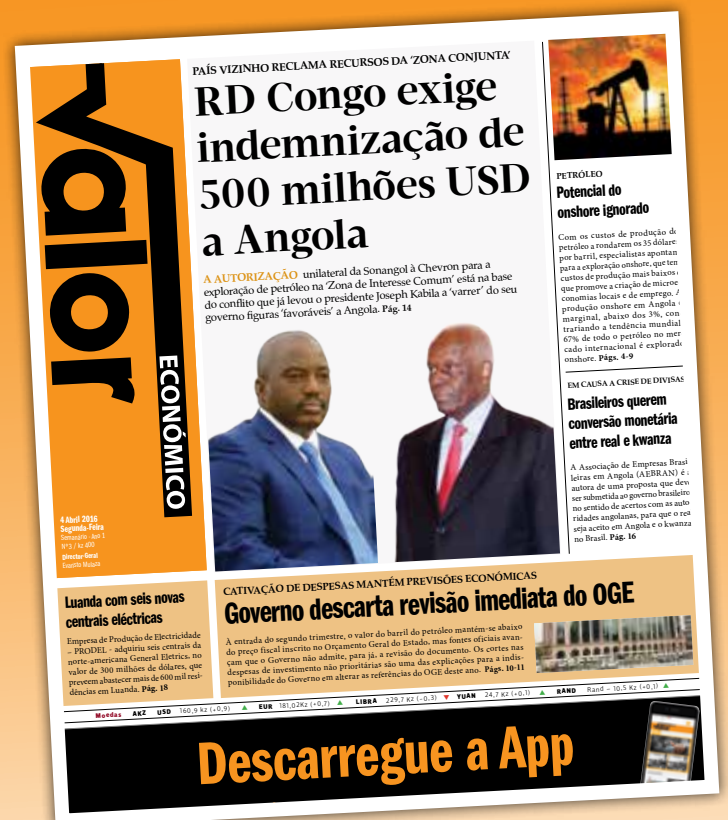 Valor
ECONÓMICO
4 Abril 2016
Segunda-Feira
Semanário - Ano 1
Nº3 / kz 400
Director-Geral
PAÍS VIZINHO RECLAMA RECURSOS DA ‘ZONA CONJUNTA’
RD Congo exige
indemnização de
500 milhões USD
a Angola
A AUTORIZAÇÃO unilateral da Sonangol à Chevron para a
exploração de petróleo na ‘Zona de Interesse Comum’ está na base
do conflito que já levou o presidente Joseph Kabila a ‘varrer’ do seu
governo figuras ‘favoráveis’ a Angola. Pág. 14
PETRÓLEO
Potencial do
onshore ignorado
Com os custos de produção de
petróleo a rondarem os 35 dólare
por barril, especialistas apontan
para a exploração onshore, que ten
custos de produção mais baixos
que promove a criação de microe
conomias locais e de emprego. A
produção onshore em Angola
marginal, abaixo dos 3%, con
trariando a tendência mundial
67% de todo o petróleo no mer
cado internacional é explorado
onshore. Págs. 4-9
EM CAUSA A CRISE DE DIVISAS
Brasileiros querem
conversão monetária
entre real e kwanza
A Associação de Empresas Brasi
leiras em Angola (AEBRAN) é
autora de uma proposta que deve
ser submetida ao governo brasileiro
no sentido de acertos com as auto
ridades angolanas, para que o rea
seja aceito em Angola e o kwanza
no Brasil. Pág. 16
Luanda com seis novas
centrais eléctricas
Empresa de Produção de Electricidade
– PRODEL - adquiriu seis centrais da
norte-americana General Eletrics, no
valor de 300 milhões de dólares, que
preveem abastecer mais de 600 mil resi-
dências em Luanda. Pág. 18
CATIVAÇÃO DE DESPESAS MANTÉM PREVISÕES ECONÓMICAS
Governo descarta revisão imediata do OGE
À entrada do segundo trimestre, o valor do barril do petróleo mantém-se abaixo
do preço fiscal inscrito no Orçamento Geral do Estado, mas fontes oficiais avan-
çam que o Governo não admite, para já, a revisão do documento. Os cortes nas
despesas de investimento não prioritárias são uma das explicações para a indis-
ponibilidade do Governo em alterar as referências do OGE deste ano. Págs. 10-11
Moedas AKZ USD 160,9 kz (+0,9) ▲ EUR 181,02Kz (+0,7) ▲ LIBRA 229,7 Kz (–0,3) ▼ YUAN 24,7 kz (+0,1) ▲ RAND Rand – 10,5 Kz (+0,1) ▲
Descarregue a App